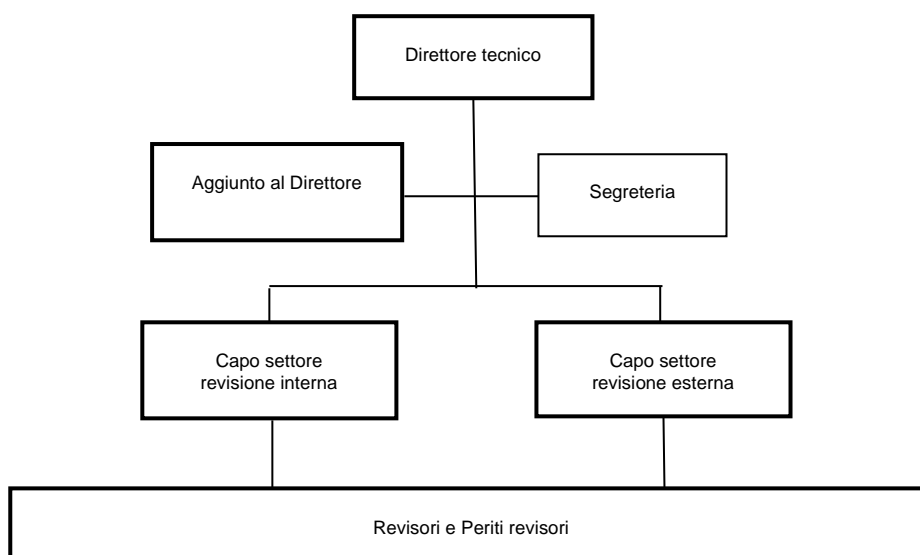 Direttore tecnico
Aggiunto al Direttore
Segreteria
Capo settore
revisione interna
Capo settore
revisione esterna
Revisori e Periti revisori